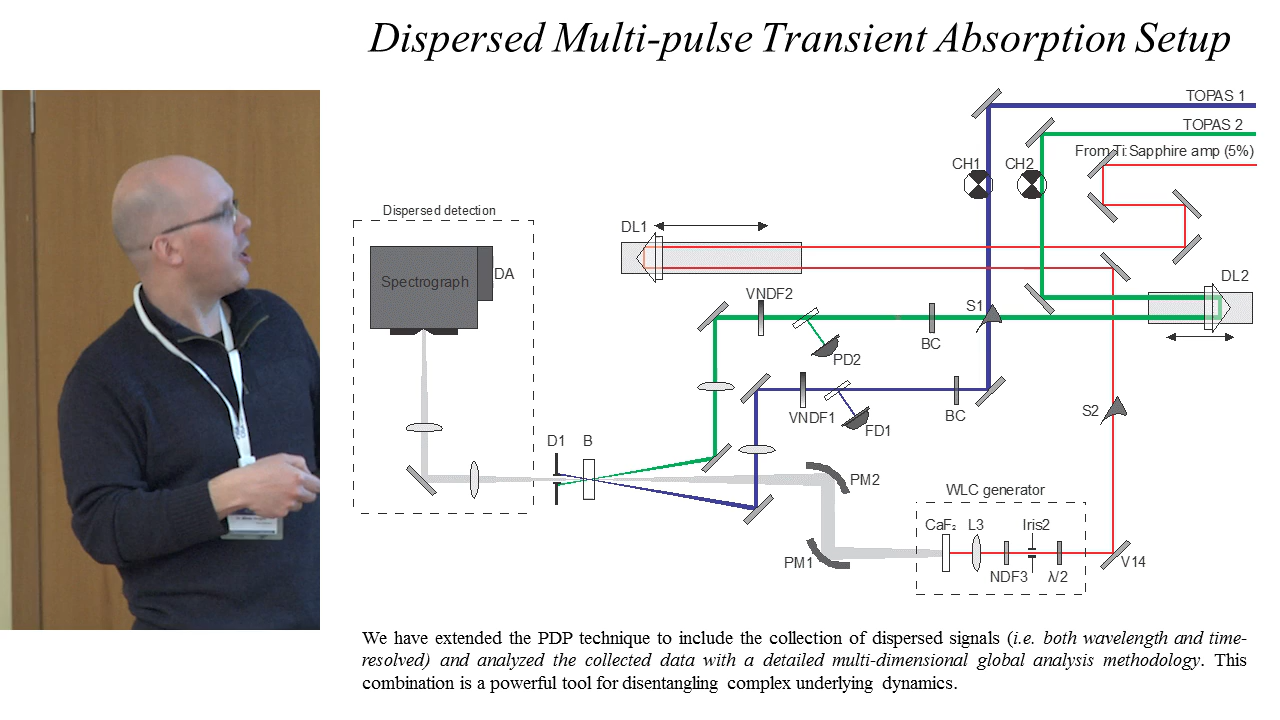 Dispersed Multi-pulse Transient Absorption Setup
TOPAS 1
TOPAS 2
From Ti:Sapphire amp (5%)
CH1
CH2
Dispersed detection
DL1
DL2
Spectrograph
DA
VNDF2
S1
BC
PD2
VNDF1
FD1
BC
S2
D1
B
PM2
WLC generator
CaF₂
L3
Iris2
PM1
NDF3
λ/2
V14
We have extended the PDP technique to include the collection of dispersed signals (i.e. both wavelength and time-
resolved) and analyzed the collected data with a detailed multi-dimensional global analysis methodology. This
combination is a powerful tool for disentangling complex underlying dynamics.